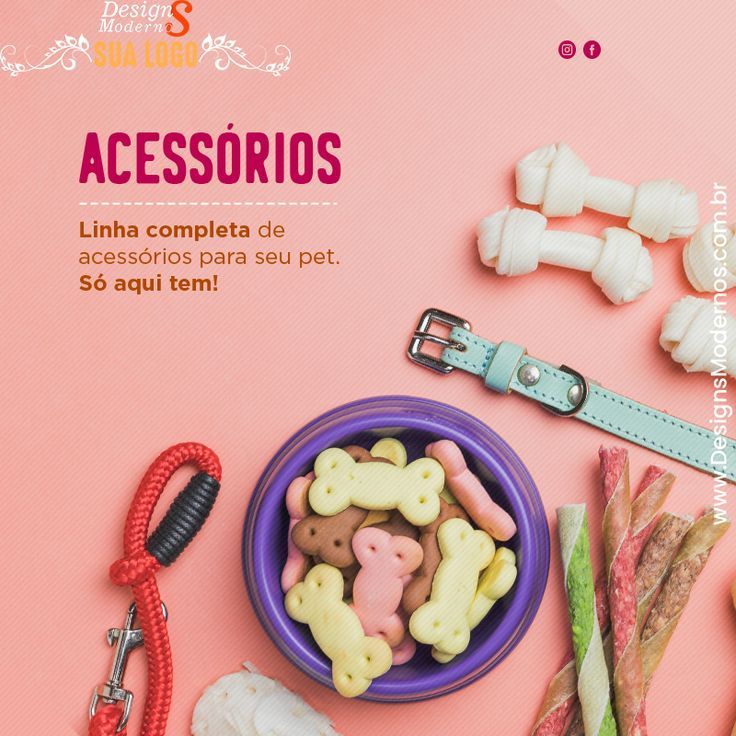 DesignS
ModernoS
SUA LOGO
ACESSÓRIOS
Linha completa de
acessórios para seu pet.
Só aqui tem!
www.DesignsModernos.com.br